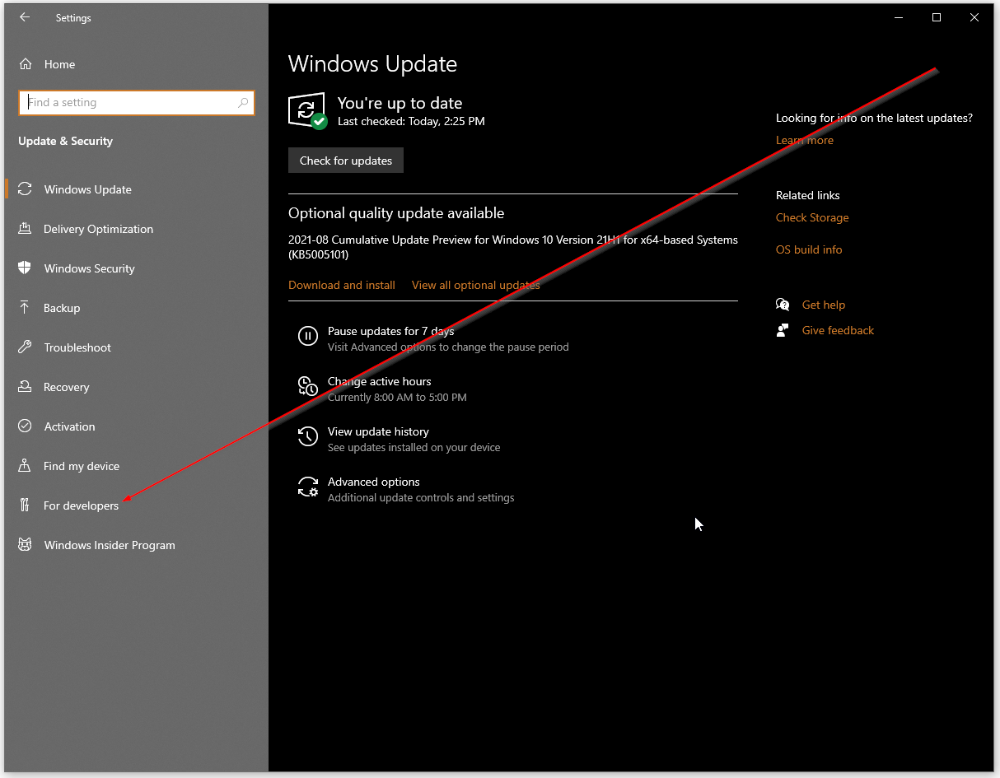 Settings
Home
Find a setting
Update & Security
Windows Update
Delivery Optimization
Windows Security
Backup
Troubleshoot
Recovery
Activation
Find my device
For developers
Windows Insider Program
Windows Update
You're up to date
Last checked: Today, 2:25 PM
Check for updates
Optional quality update available
2021-08 Cumulative Update Preview for Windows 10 Version 21H1 for x64-based Systems
(KB5005101)
Download and install View all optional updates
Pause updates for 7 days
Visit Advanced options to change the pause period
Change active hours
Currently 8:00 AM to 5:00 PM
View update history
See updates installed on your device
Advanced options
Additional update controls and settings
Looking for info on the latest updates?
Learn more
Related links
Check Storage
OS build info
Get help
Give feedback